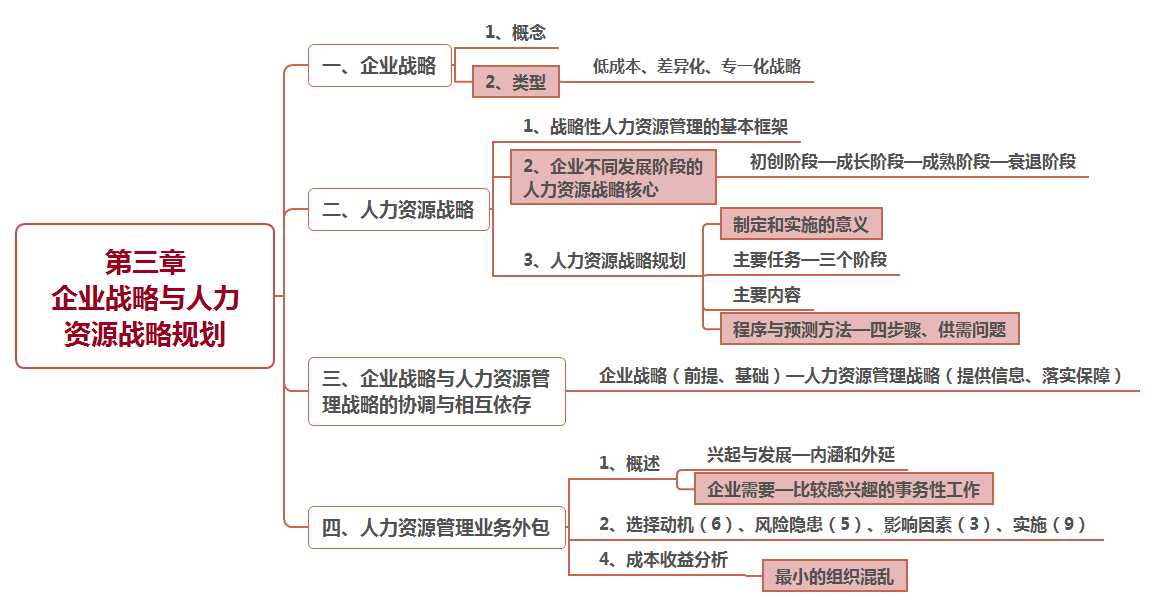 第三章
企业战略与人力
资源战略规划
一、企业战略
1、概念
2、类型
低成本、差异化、专一化战略
二、人力资源战略
1、战略性人力资源管理的基本框架
2、企业不同发展阶段的
人力资源战略核心
初创阶段—成长阶段—成熟阶段—衰退阶段
3、人力资源战略规划
制定和实施的意义
主要任务—三个阶段
主要内容
程序与预测方法—四步骤、供需问题
三、企业战略与人力资源管
理战略的协调与相互依存
企业战略（前提、基础）—人力资源管理战略（提供信息、落实保障）
四、人力资源管理业务外包
1、概述
兴起与发展—内涵和外延
企业需要—比较感兴趣的事务性工作
2、选择动机（6）、风险隐患（5）、影响因素（3）、实施（9）
4、成本收益分析
最小的组织混乱